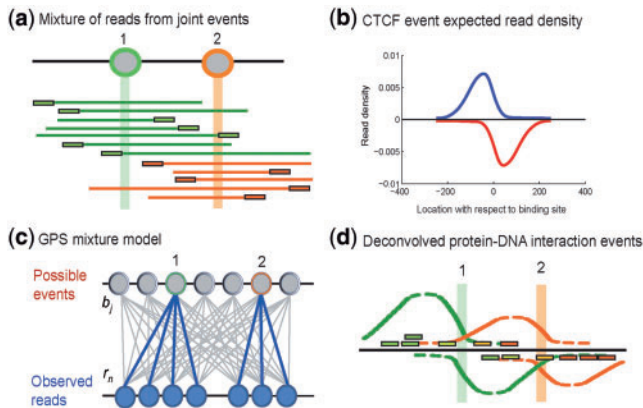 (a) Mixture of reads from joint events
1 2
(b) CTCF event expected read density
0.01
0.005
0
−0.005
−0.01
Read density
−400 −200 0 200 400
Location with respect to binding site
(c) GPS mixture model
1 2
Possible
events
bj
rn
Observed
reads
(d) Deconvolved protein-DNA interaction events
1 2